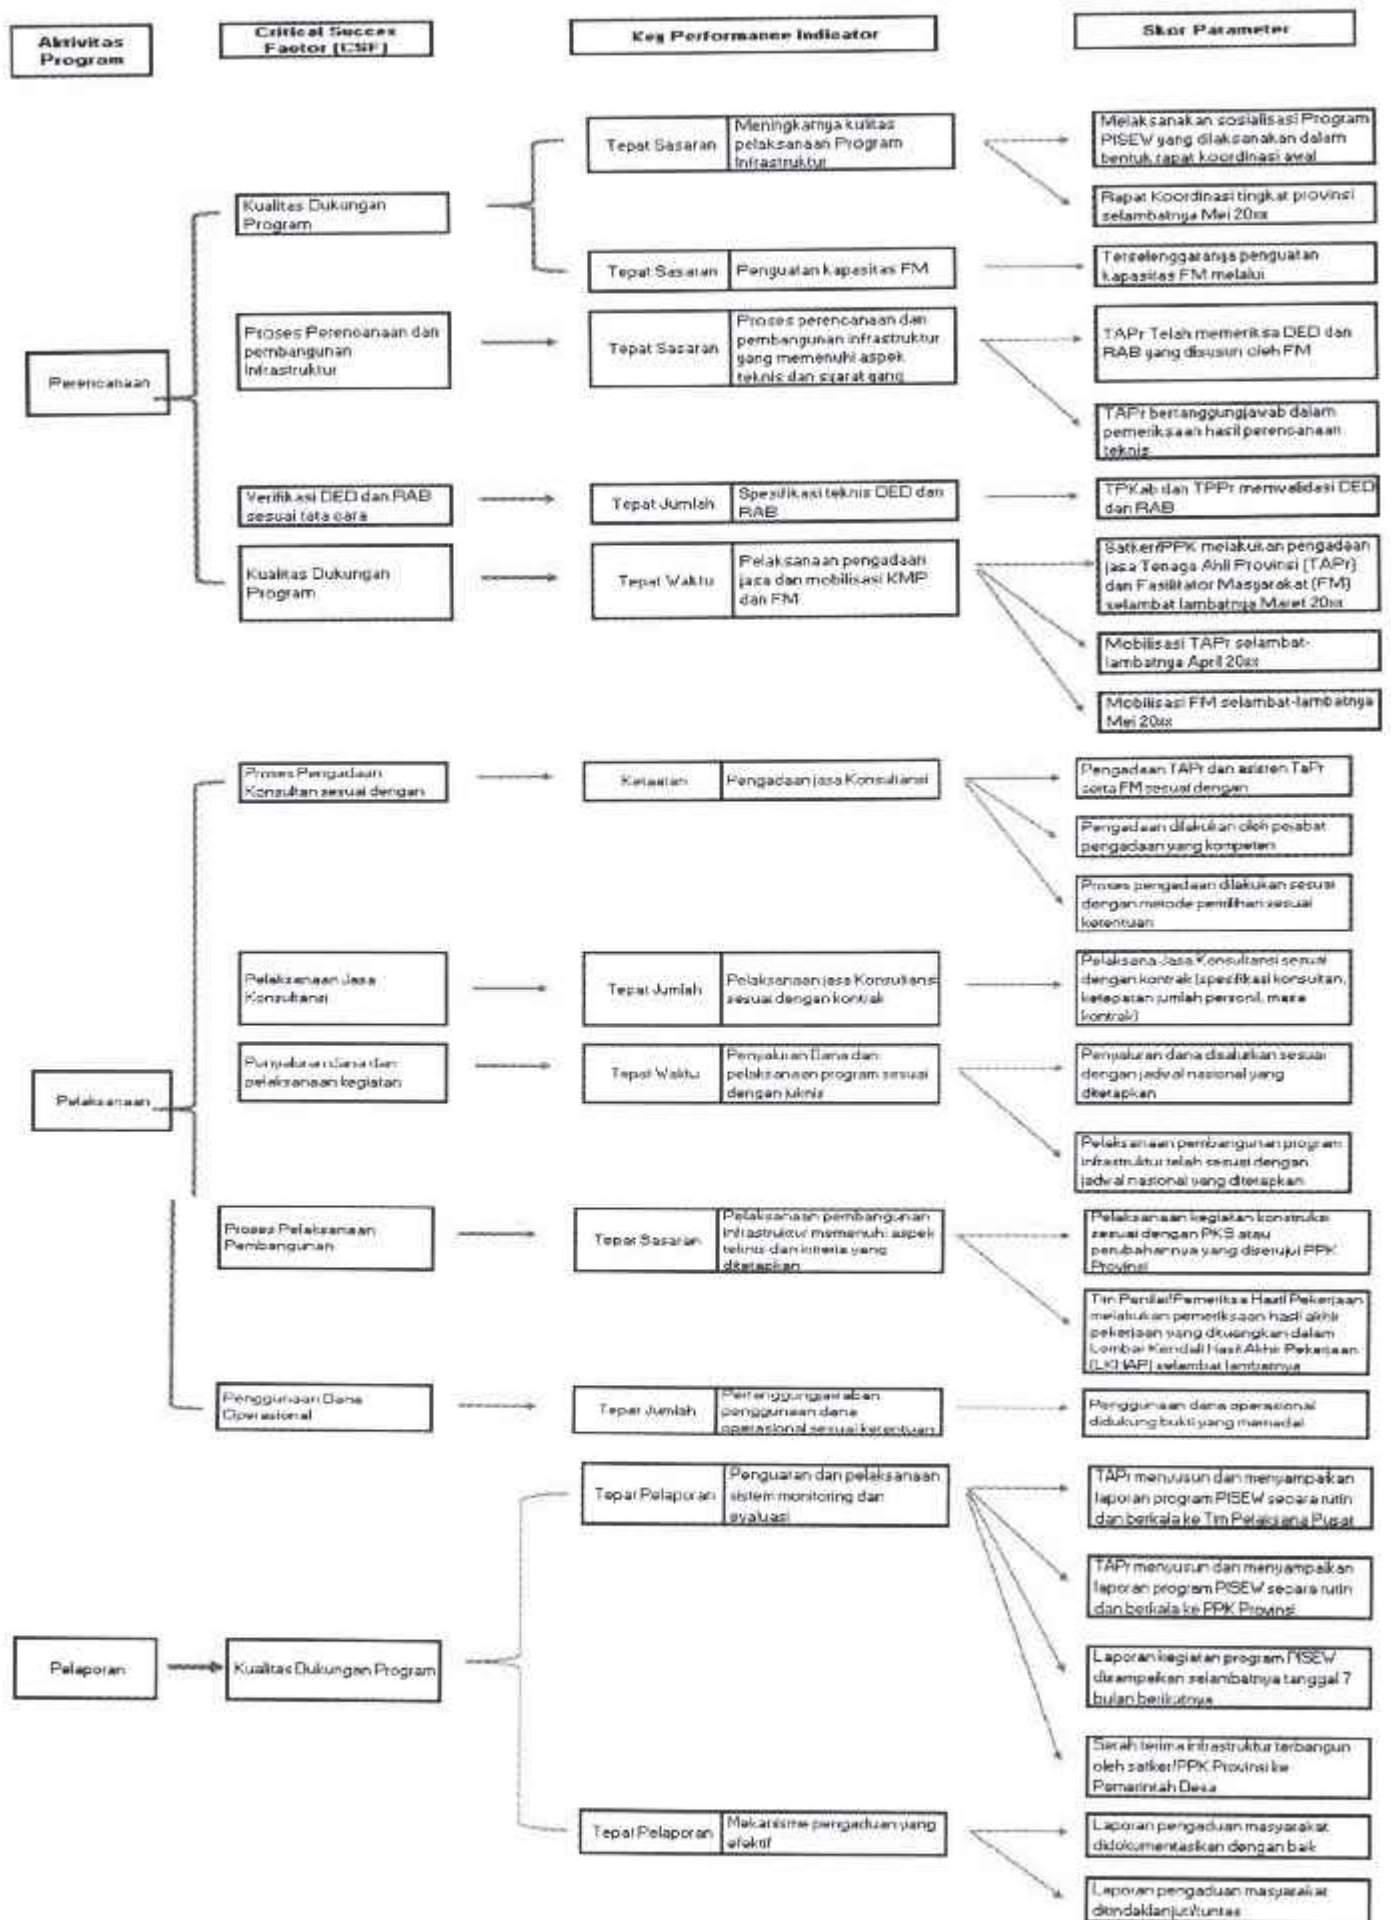 Aktivitas
Program
Critical Succes
Factor (CSF)
Key Performance Indicator
Skor Parameter
Perencanaan
Kualitas Dukungan
Program
Tepat Sasaran
Meningkatnya kulitas
pelaksanaan Program
Infrastruktur
Melaksanakan sosialisasi Program
PISEW yang dilaksanakan dalam
bentuk rapat koordinasi awal
Rapat Koordinasi tingkat provinsi
selambatnya Mei 20xx
Tepat Sasaran
Penguatan kapasitas FM
Terselenggaranya penguatan
kapasitas FM melalui
Proses Perencanaan dan
pembangunan
Infrastruktur
Tepat Sasaran
Proses perencanaan dan
pembangunan infrastruktur
yang memenuhi aspek
teknis dan syarat yang
TAPr Telah memeriksa DED dan
RAB yang disusun oleh FM
TAPr bertanggungjawab dalam
pemeriksaan hasil perencanaan
teknis
Verifikasi DED dan RAB
sesuai tata cara
Tepat Jumlah
Spesifikasi teknis DED dan
RAB
TPKab dan TPPr memvalidasi DED
dan RAB
Kualitas Dukungan
Program
Tepat Waktu
Pelaksanaan pengadaan
jasa dan mobilisasi KMP
dan FM
Satker/PPK melakukan pengadaan
jasa Tenaga Ahli Provinsi (TAPr)
dan Fasilitator Masyarakat (FM)
selambat lambatnya Maret 20xx
Mobilisasi TAPr selambat-
lambatnya April 20xx
Mobilisasi FM selambat-lambatnya
Mei 20xx
Pelaksanaan
Proses Pengadaan
Konsultan sesuai dengan
Ketaatan
Pengadaan jasa Konsultansi
Pengadaan TAPr dan asisten TaPr
serta FM sesuai dengan
Pengadaan dilakukan oleh pejabat
pengadaan yang kompeten
Proses pengadaan dilakukan sesuai
dengan metode pemilihan sesuai
ketentuan
Pelaksanaan Jasa
Konsultansi
Tepat Jumlah
Pelaksanaan jasa Konsultansi
sesuai dengan kontrak
Pelaksana Jasa Konsultansi sesuai
dengan kontrak (spesifikasi konsultan,
ketepatan jumlah personil, masa
kontrak)
Penyaluran dana dan
pelaksanaan kegiatan
Tepat Waktu
Penyaluran Dana dan
pelaksanaan program sesuai
dengan juknis
Penyaluran dana disalurkan sesuai
dengan jadwal nasional yang
ditetapkan
Pelaksanaan pembangunan program
infrastruktur telah sesuai dengan
jadwal nasional yang ditetapkan
Proses Pelaksanaan
Pembangunan
Tepat Sasaran
Pelaksanaan pembangunan
Infrastruktur memenuhi aspek
teknis dan kriteria yang
ditetapkan
Pelaksanaan kegiatan konstruksi
sesuai dengan PKS atau
perubahannya yang disetujui PPK
Provinsi
Tim Penilai/Pemeriksa Hasil Pekerjaan
melakukan pemeriksaan hasil akhir
pekerjaan yang dituangkan dalam
Lembar Kendali Hasil Akhir Pekerjaan
(LKHAP) selambat lambatnya
Penggunaan Dana
Operasional
Tepat Jumlah
Pertanggungjawaban
penggunaan dana
operasional sesuai ketentuan
Penggunaan dana operasional
didukung bukti yang memadai
Pelaporan
Kualitas Dukungan Program
Tepat Pelaporan
Penguatan dan pelaksanaan
sistem monitoring dan
evaluasi
TAPr menyusun dan menyampaikan
laporan program PISEW secara rutin
dan berkala ke Tim Pelaksana Pusat
TAPr menyusun dan menyampaikan
laporan program PISEW secara rutin
dan berkala ke PPK Provinsi
Laporan kegiatan program PISEW
disampaikan selambatnya tanggal 7
bulan berikutnya
Serah terima infrastruktur terbangun
oleh satker/PPK Provinsi ke
Pemerintah Desa
Tepat Pelaporan
Mekanisme pengaduan yang
efektif
Laporan pengaduan masyarakat
didokumentasikan dengan baik
Laporan pengaduan masyarakat
ditindaklanjuti/tuntas